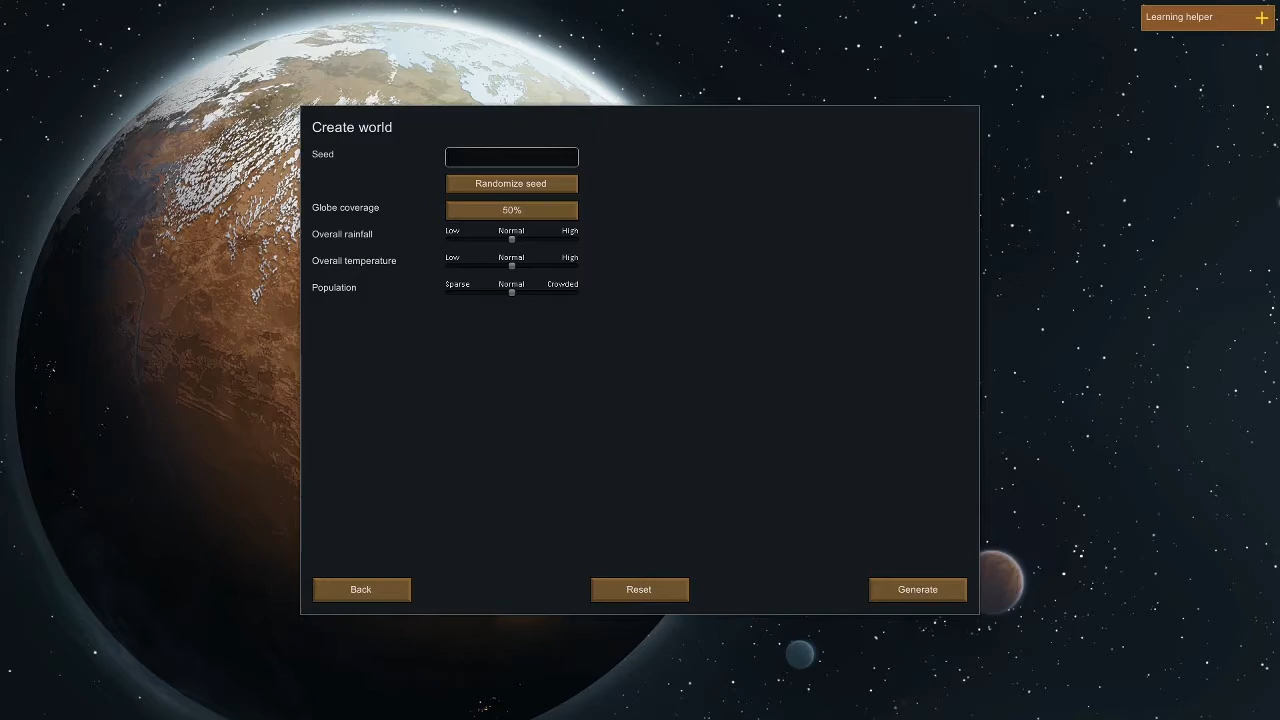 Learning helper
Create world
Seed
Randomize seed
Globe coverage 50%
Overall rainfall Low Normal High
Overall temperature Low Normal High
Population Sparse Normal Crowded
Back Reset Generate